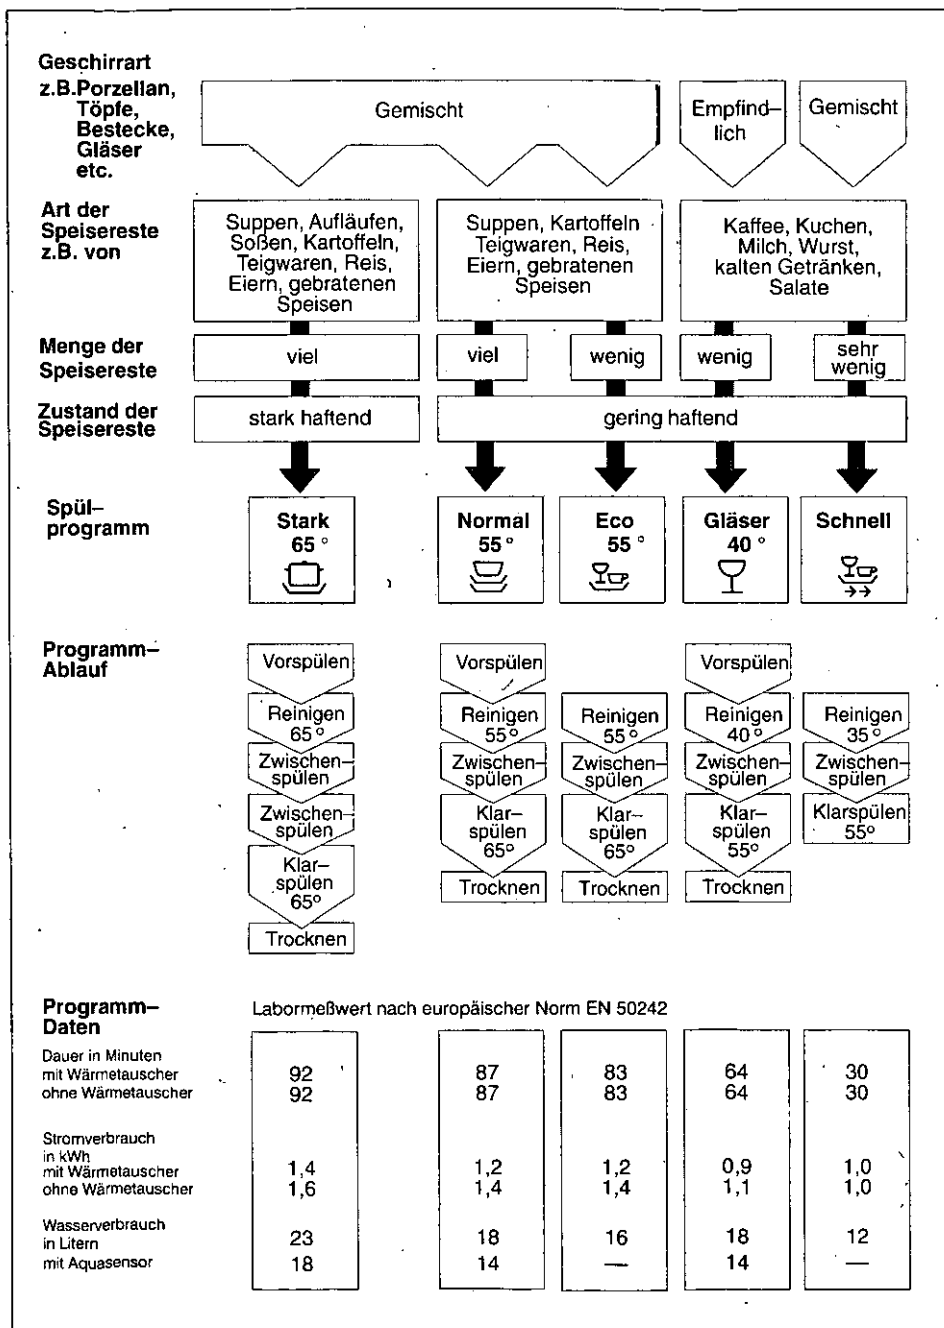 Geschirrart
z.B.Porzellan,
Töpfe,
Bestecke,
Gläser
etc.
Gemischt
Empfind–
lich
Gemischt
Art der
Speisereste
z.B. von
Suppen, Aufläufen,
Soßen, Kartoffeln,
Teigwaren, Reis,
Eiern, gebratenen
Speisen
Suppen, Kartoffeln
Teigwaren, Reis,
Eiern, gebratenen
Speisen
Kaffee, Kuchen,
Milch, Wurst,
kalten Getränken,
Salate
Menge der
Speisereste
viel
viel
wenig
wenig
sehr
wenig
Zustand der
Speisereste
stark haftend
gering haftend
Spül–
programm
Stark
65 °
Normal
55 °
Eco
55 °
Gläser
40 °
Schnell
Programm–
Ablauf
Vorspülen
Reinigen
65°
Zwischen–
spülen
Zwischen–
spülen
Klar–
spülen
65°
Trocknen
Vorspülen
Reinigen
55°
Zwischen–
spülen
Klar–
spülen
65°
Trocknen
Reinigen
55°
Zwischen–
spülen
Klar–
spülen
65°
Trocknen
Vorspülen
Reinigen
40°
Zwischen–
spülen
Klar–
spülen
55°
Trocknen
Reinigen
35°
Zwischen–
spülen
Klarspülen
55°
Programm–
Daten
Labormeßwert nach europäischer Norm EN 50242
Dauer in Minuten
mit Wärmetauscher 92 87 83 64 30
ohne Wärmetauscher 92 87 83 64 30
Stromverbrauch
in kWh
mit Wärmetauscher 1,4 1,2 1,2 0,9 1,0
ohne Wärmetauscher 1,6 1,4 1,4 1,1 1,0
Wasserverbrauch
in Litern 23 18 16 18 12
mit Aquasensor 18 14 — 14 —